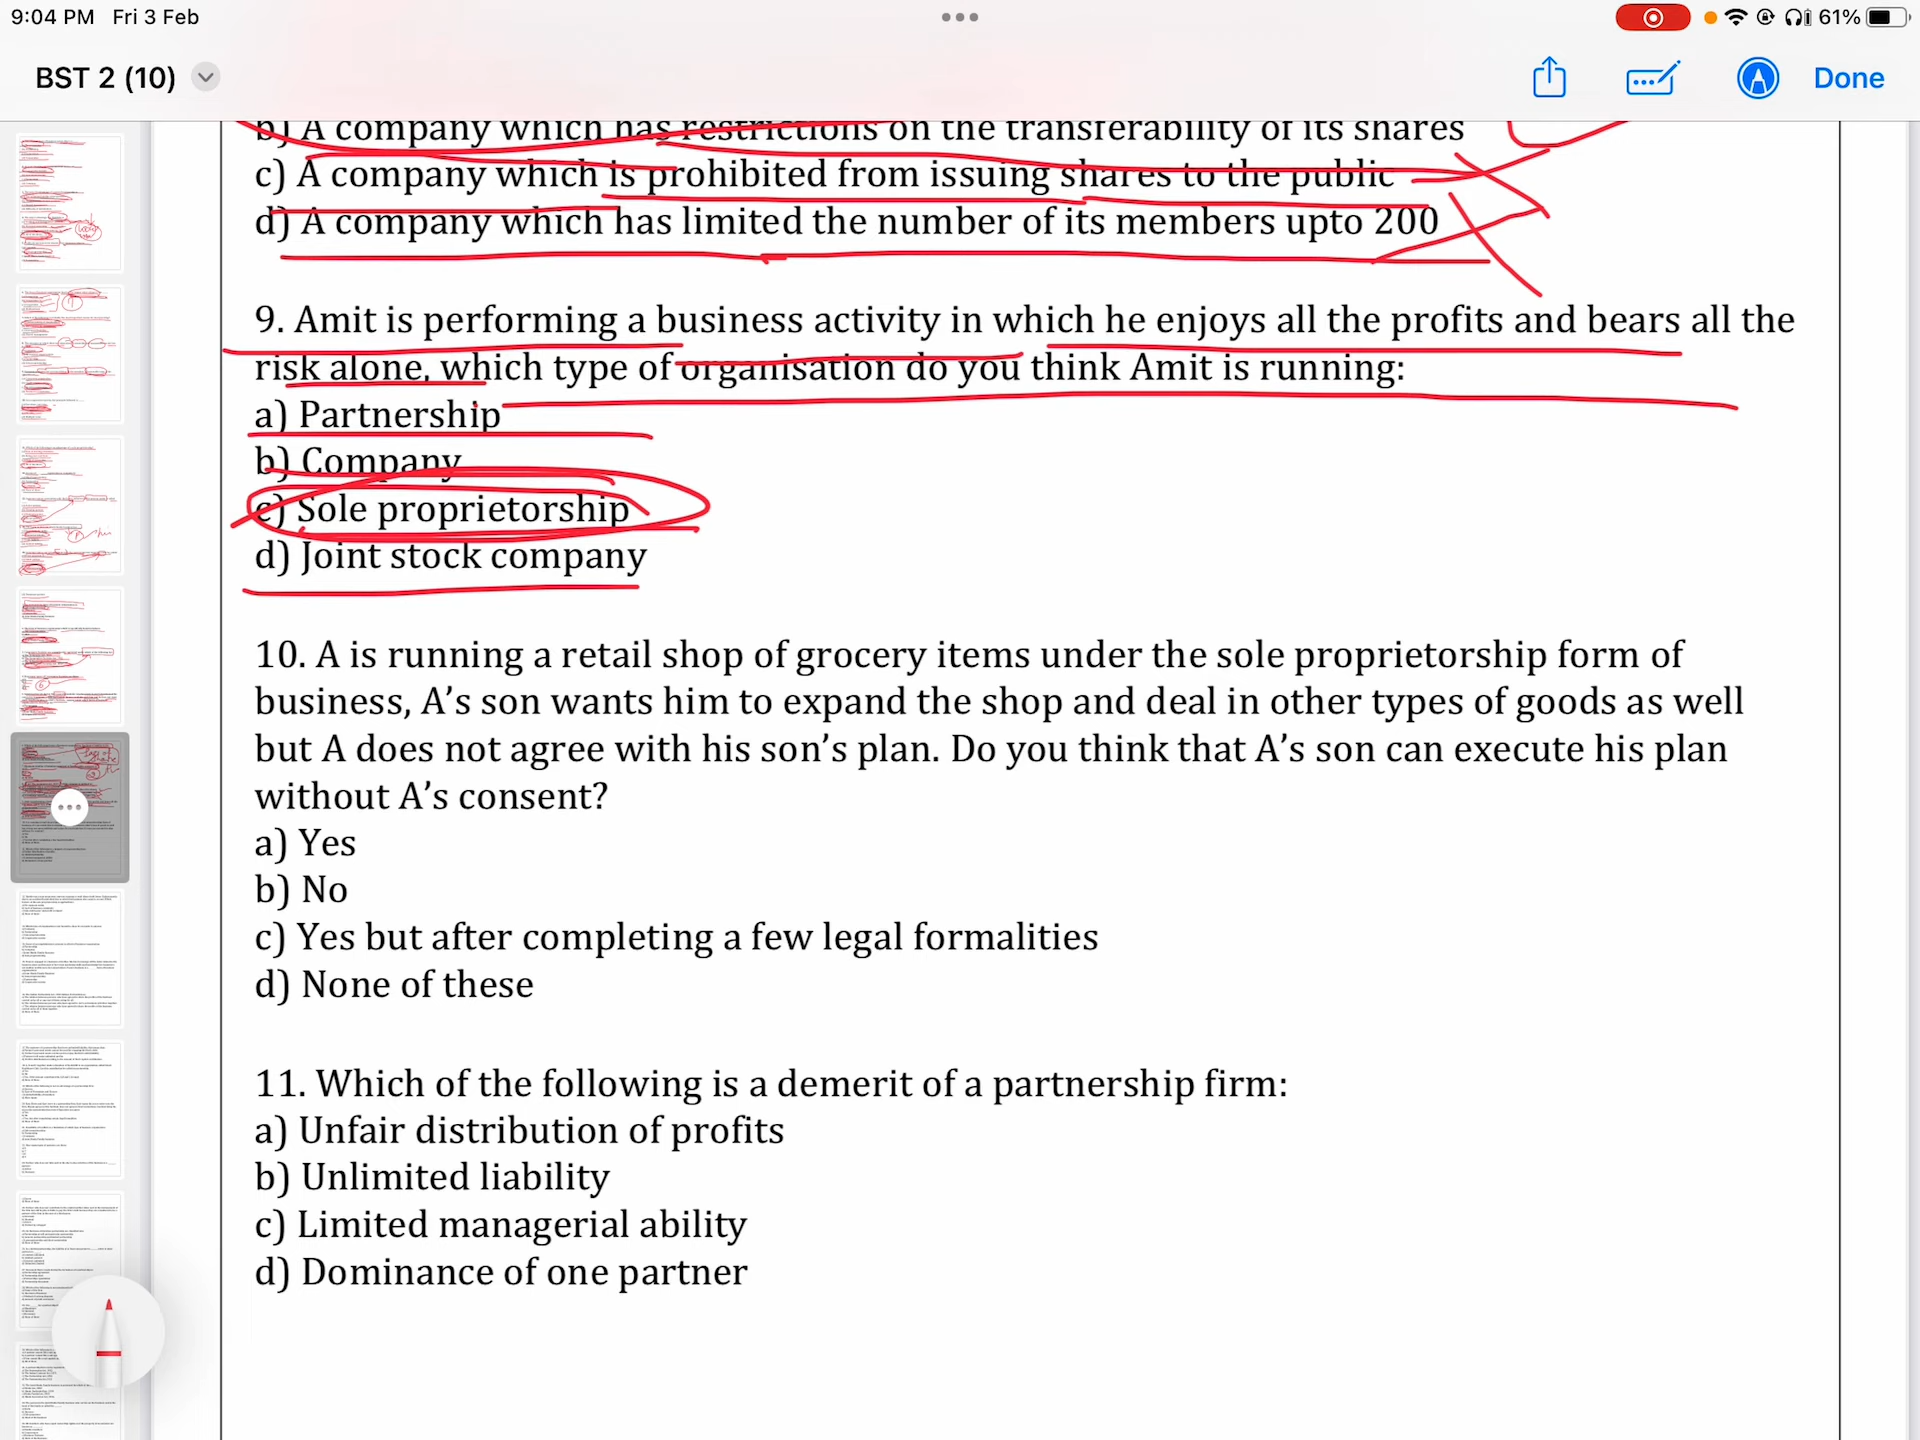 9:04 PM Fri 3 Feb
61%
BST 2 (10)
Done
b) A company which has restrictions on the transferability of its shares
c) A company which is prohibited from issuing shares to the public
d) A company which has limited the number of its members upto 200
9. Amit is performing a business activity in which he enjoys all the profits and bears all the
risk alone, which type of organisation do you think Amit is running:
a) Partnership
b) Company
c) Sole proprietorship
d) Joint stock company
10. A is running a retail shop of grocery items under the sole proprietorship form of
business, A’s son wants him to expand the shop and deal in other types of goods as well
but A does not agree with his son’s plan. Do you think that A’s son can execute his plan
without A’s consent?
a) Yes
b) No
c) Yes but after completing a few legal formalities
d) None of these
11. Which of the following is a demerit of a partnership firm:
a) Unfair distribution of profits
b) Unlimited liability
c) Limited managerial ability
d) Dominance of one partner